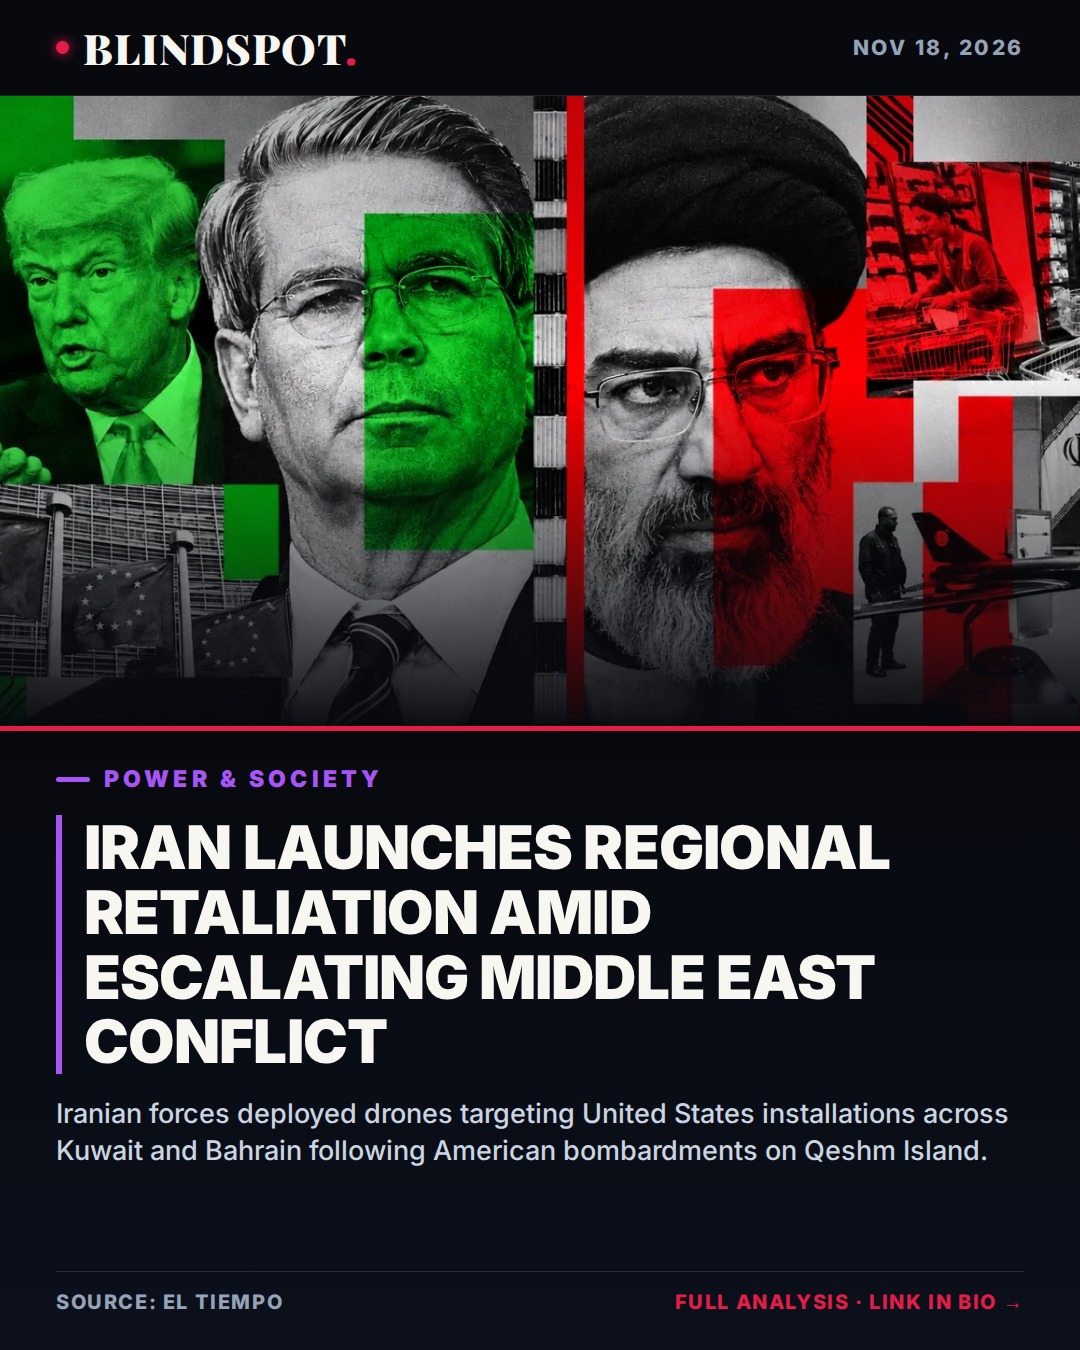 BLINDSPOT.
NOV 18, 2026
POWER & SOCIETY
IRAN LAUNCHES REGIONAL
RETALIATION AMID
ESCALATING MIDDLE EAST
CONFLICT
Iranian forces deployed drones targeting United States installations across
Kuwait and Bahrain following American bombardments on Qeshm Island.
SOURCE: EL TIEMPO
FULL ANALYSIS · LINK IN BIO →